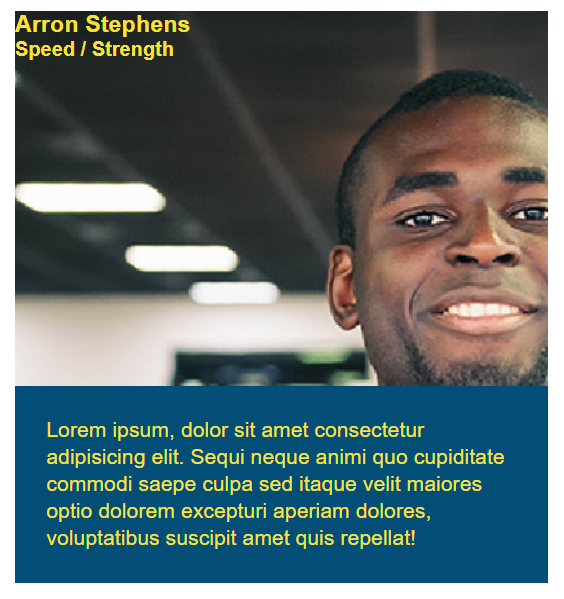 Arron Stephens
Speed / Strength
Lorem ipsum, dolor sit amet consectetur
adipisicing elit. Sequi neque animi quo cupiditate
commodi saepe culpa sed itaque velit maiores
optio dolorem excepturi aperiam dolores,
voluptatibus suscipit amet quis repellat!